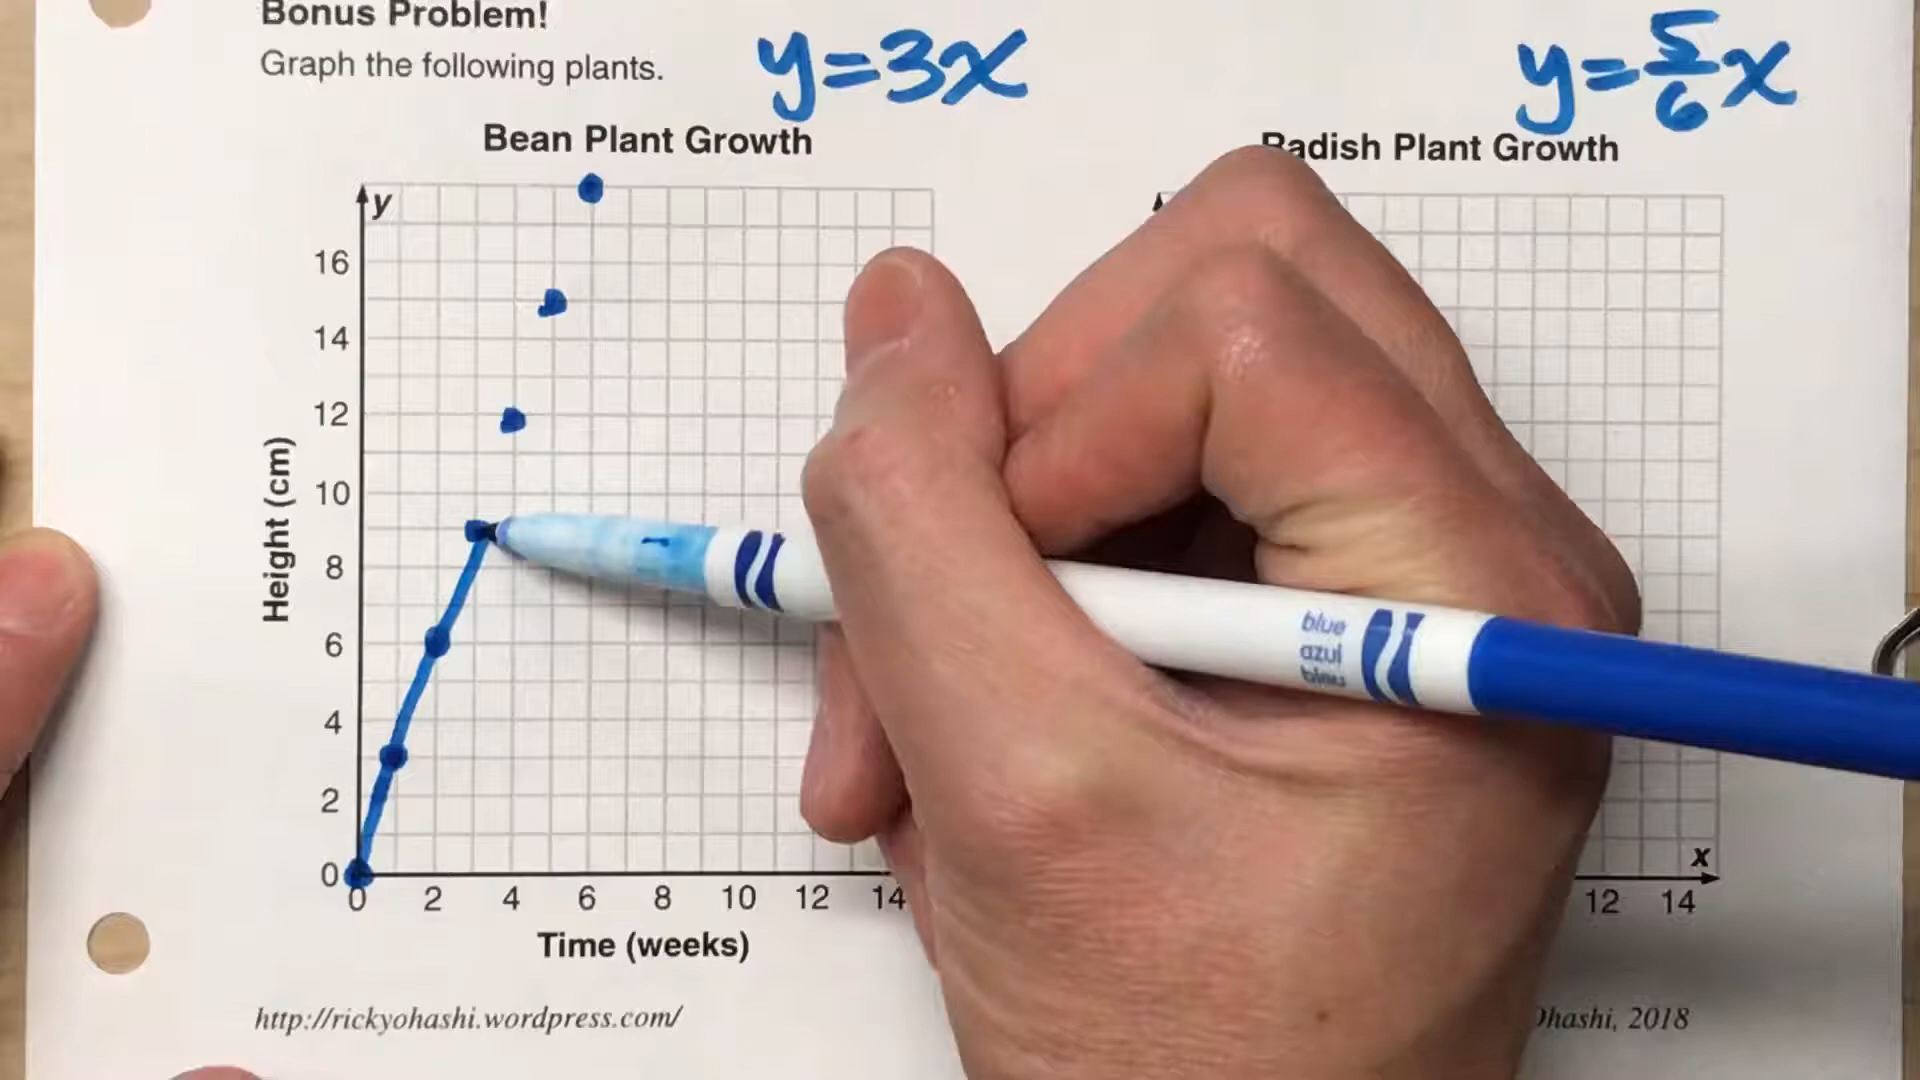 Bonus Problem!
Graph the following plants.
y=3x
y=5/6x
Bean Plant Growth
Radish Plant Growth
y
16
14
12
10
8
6
4
2
0
Height (cm)
0 2 4 6 8 10 12 14
Time (weeks)
x
12 14
blue
azul
bleu
http://rickyohashi.wordpress.com/
Ohashi, 2018